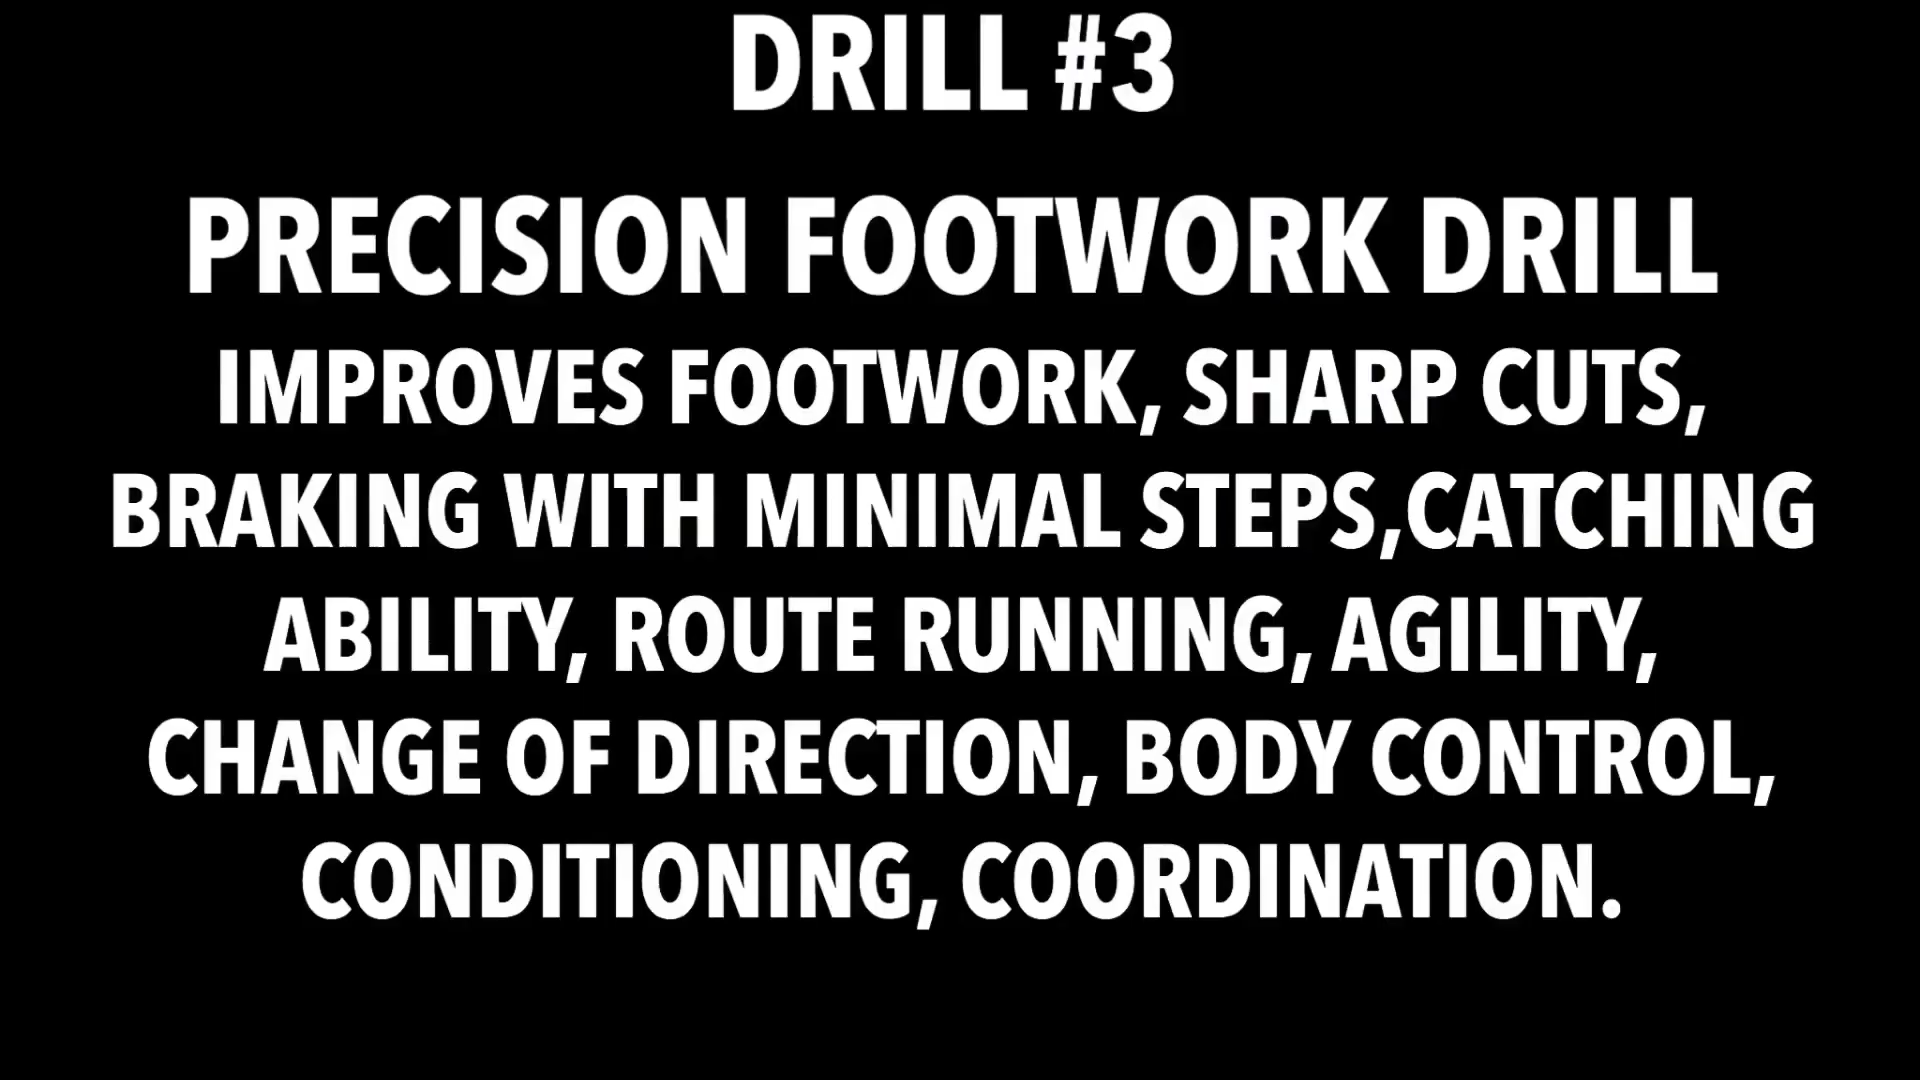 DRILL #3
PRECISION FOOTWORK DRILL
IMPROVES FOOTWORK, SHARP CUTS,
BRAKING WITH MINIMAL STEPS,CATCHING
ABILITY, ROUTE RUNNING, AGILITY,
CHANGE OF DIRECTION, BODY CONTROL,
CONDITIONING, COORDINATION.